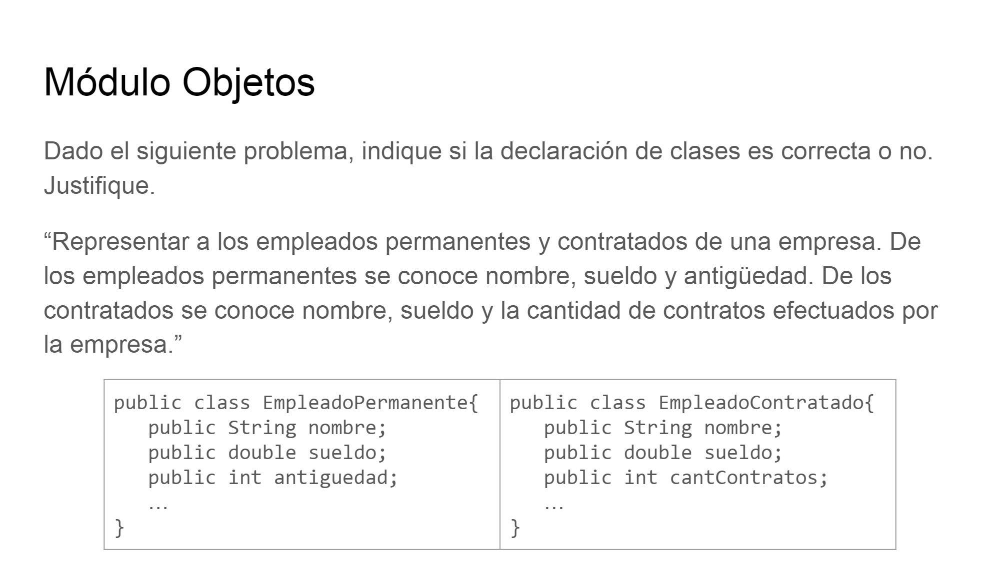 Módulo Objetos
Dado el siguiente problema, indique si la declaración de clases es correcta o no.
Justifique.
“Representar a los empleados permanentes y contratados de una empresa. De
los empleados permanentes se conoce nombre, sueldo y antigüedad. De los
contratados se conoce nombre, sueldo y la cantidad de contratos efectuados por
la empresa.”
public class EmpleadoPermanente{
public String nombre;
public double sueldo;
public int antiguedad;
…
}
public class EmpleadoContratado{
public String nombre;
public double sueldo;
public int cantContratos;
…
}